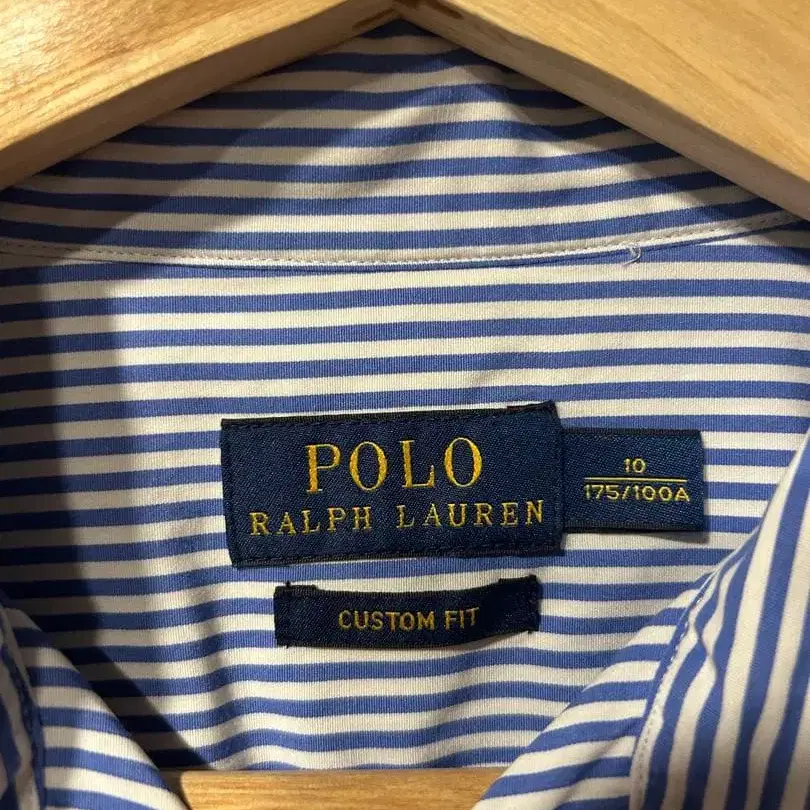 POLO
RALPH LAUREN
10
175/100A
CUSTOM FIT